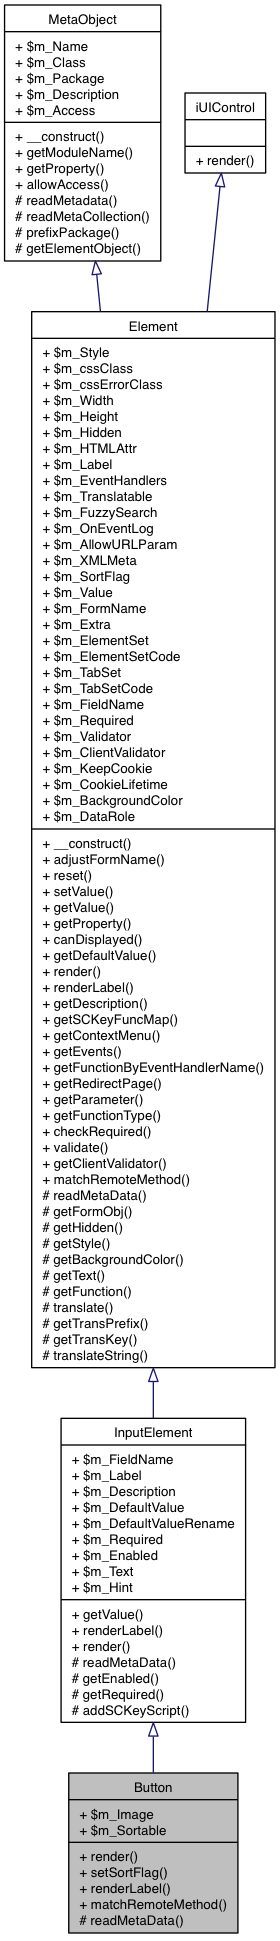 MetaObject
+ $m_Name
+ $m_Class
+ $m_Package
+ $m_Description
+ $m_Access
+ __construct()
+ getModuleName()
+ getProperty()
+ allowAccess()
# readMetadata()
# readMetaCollection()
# prefixPackage()
# getElementObject()
iUIControl
+ render()
Element
+ $m_Style
+ $m_cssClass
+ $m_cssErrorClass
+ $m_Width
+ $m_Height
+ $m_Hidden
+ $m_HTMLAttr
+ $m_Label
+ $m_EventHandlers
+ $m_Translatable
+ $m_FuzzySearch
+ $m_OnEventLog
+ $m_AllowURLParam
+ $m_XMLMeta
+ $m_SortFlag
+ $m_Value
+ $m_FormName
+ $m_Extra
+ $m_ElementSet
+ $m_ElementSetCode
+ $m_TabSet
+ $m_TabSetCode
+ $m_FieldName
+ $m_Required
+ $m_Validator
+ $m_ClientValidator
+ $m_KeepCookie
+ $m_CookieLifetime
+ $m_BackgroundColor
+ $m_DataRole
+ __construct()
+ adjustFormName()
+ reset()
+ setValue()
+ getValue()
+ getProperty()
+ canDisplayed()
+ getDefaultValue()
+ render()
+ renderLabel()
+ getDescription()
+ getSCKeyFuncMap()
+ getContextMenu()
+ getEvents()
+ getFunctionByEventHandlerName()
+ getRedirectPage()
+ getParameter()
+ getFunctionType()
+ checkRequired()
+ validate()
+ getClientValidator()
+ matchRemoteMethod()
# readMetaData()
# getFormObj()
# getHidden()
# getStyle()
# getBackgroundColor()
# getText()
# getFunction()
# translate()
# getTransPrefix()
# getTransKey()
# translateString()
InputElement
+ $m_FieldName
+ $m_Label
+ $m_Description
+ $m_DefaultValue
+ $m_DefaultValueRename
+ $m_Required
+ $m_Enabled
+ $m_Text
+ $m_Hint
+ getValue()
+ renderLabel()
+ render()
# readMetaData()
# getEnabled()
# getRequired()
# addSCKeyScript()
Button
+ $m_Image
+ $m_Sortable
+ render()
+ setSortFlag()
+ renderLabel()
+ matchRemoteMethod()
# readMetaData()